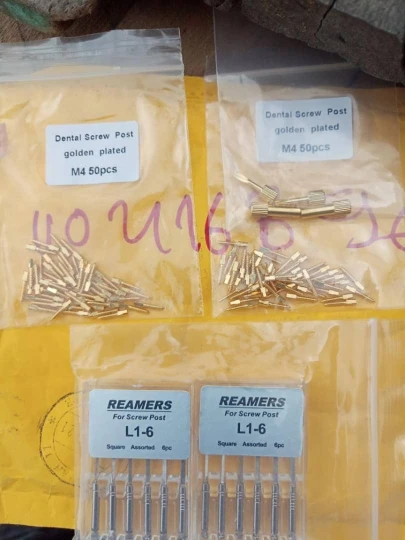 Dental Screw Post
golden plated
M4 50pcs
Dental Screw Post
golden plated
M4 50pcs
REAMERS
For Screw Post
L1-6
Square Assorted 6pc
REAMERS
For Screw Post
L1-6
Square Assorted 6pc